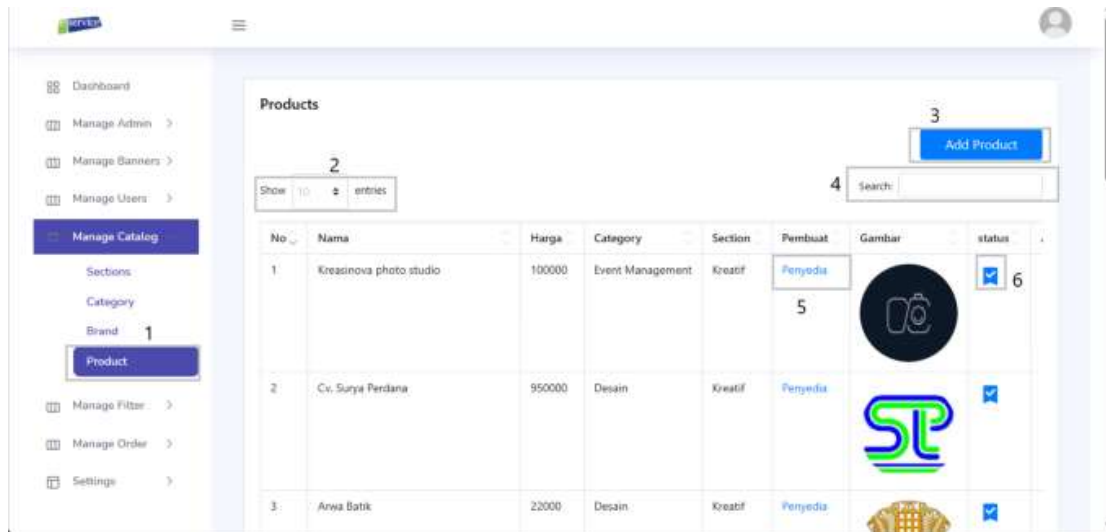 Dashboard
Manage Admin
Manage Banners
Manage Users
Manage Catalog
Sections
Category
Brand
1
Product
Manage Filter
Manage Order
Settings
Products
3
Add Product
2
Show 10 entries
4
Search:
No Nama Harga Category Section Pembuat Gambar status
1 Kreasinova photo studio 100000 Event Management Kreatif Penyedia
6
5
2 Cv. Surya Perdana 950000 Desain Kreatif Penyedia
SP
3 Arwa Batik 22000 Desain Kreatif Penyedia